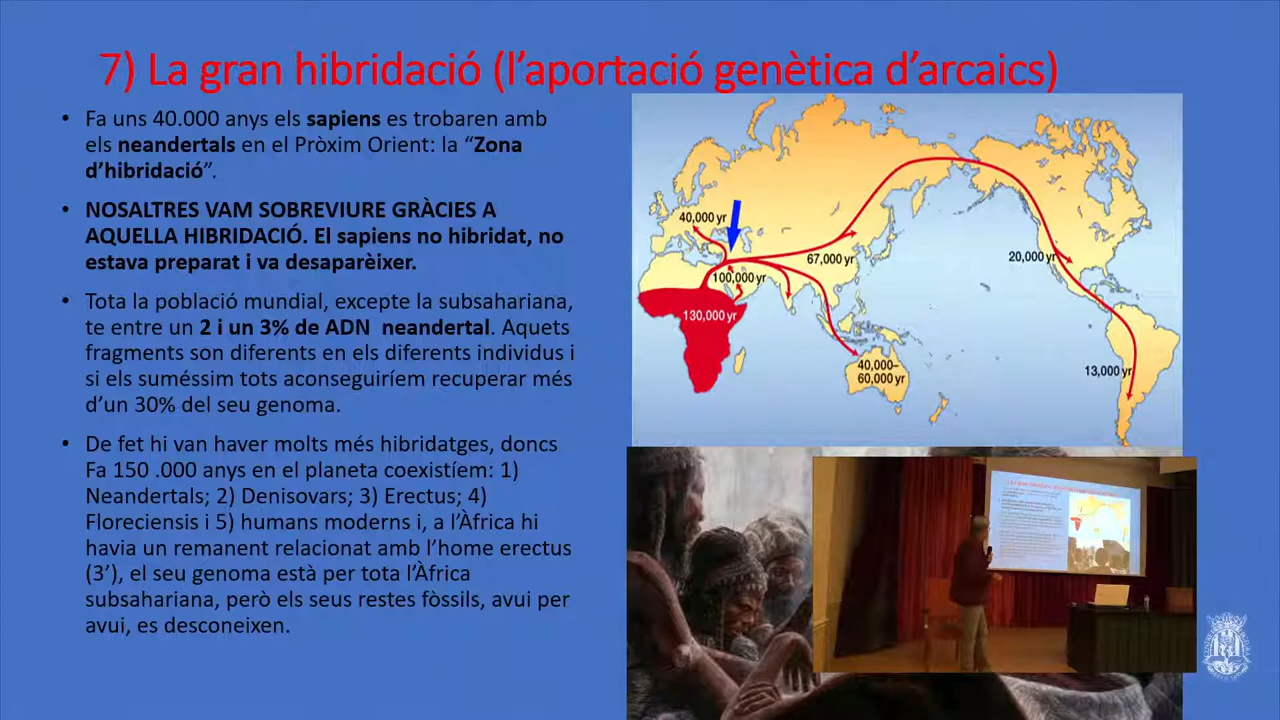 7) La gran hibridació (l’aportació genètica d’arcaics)
• Fa uns 40.000 anys els sapiens es trobaren amb
els neandertals en el Pròxim Orient: la “Zona
d’hibridació”.
• NOSALTRES VAM SOBREVIURE GRÀCIES A
AQUELLA HIBRIDACIÓ. El sapiens no hibridat, no
estava preparat i va desaparèixer.
• Tota la població mundial, excepte la subsahariana,
te entre un 2 i un 3% de ADN neandertal. Aquets
fragments son diferents en els diferents individus i
si els suméssim tots aconseguiríem recuperar més
d’un 30% del seu genoma.
• De fet hi van haver molts més hibridatges, doncs
Fa 150 .000 anys en el planeta coexistíem: 1)
Neandertals; 2) Denisovars; 3) Erectus; 4)
Floreciensis i 5) humans moderns i, a l’Àfrica hi
havia un remanent relacionat amb l’home erectus
(3’), el seu genoma està per tota l’Àfrica
subsahariana, però els seus restes fòssils, avui per
avui, es desconeixen.
40,000 yr
100,000 yr
67,000 yr
20,000 yr
130,000 yr
40,000–
60,000 yr
13,000 yr